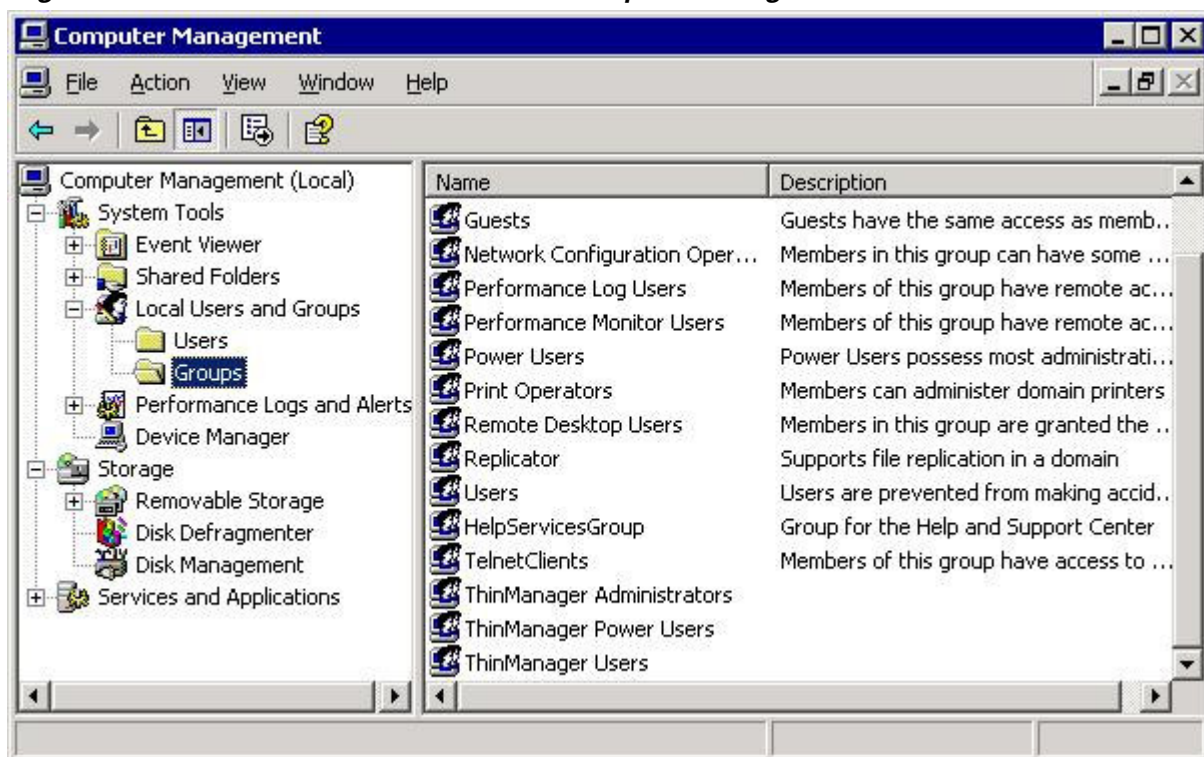 Computer Management
File Action View Window Help
Computer Management (Local)
System Tools
Event Viewer
Shared Folders
Local Users and Groups
Users
Groups
Performance Logs and Alerts
Device Manager
Storage
Removable Storage
Disk Defragmenter
Disk Management
Services and Applications
Name Description
Guests Guests have the same access as memb...
Network Configuration Oper... Members in this group can have some ...
Performance Log Users Members of this group have remote ac...
Performance Monitor Users Members of this group have remote ac...
Power Users Power Users possess most administrati...
Print Operators Members can administer domain printers
Remote Desktop Users Members in this group are granted the ...
Replicator Supports file replication in a domain
Users Users are prevented from making accid...
HelpServicesGroup Group for the Help and Support Center
TelnetClients Members of this group have access to ...
ThinManager Administrators
ThinManager Power Users
ThinManager Users